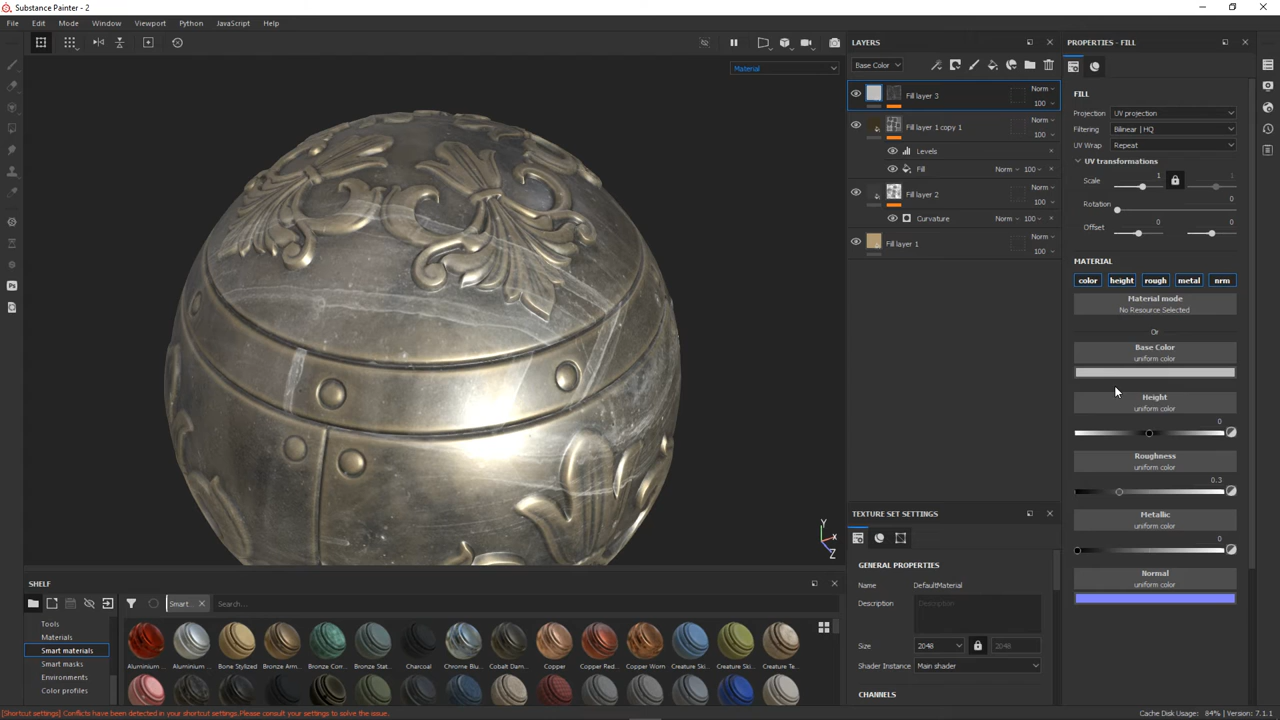 Substance Painter - 2
File Edit Mode Window Viewport Python JavaScript Help
Material
LAYERS
Base Color
Fill layer 3
Norm
100
Fill layer 1 copy 1
Norm
100
Levels
Fill
Norm 100
Fill layer 2
Norm
100
Curvature
Norm 100
Fill layer 1
Norm
100
PROPERTIES - FILL
FILL
Projection UV projection
Filtering Bilinear | HQ
UV Wrap Repeat
UV transformations
Scale 1 1
Rotation 0
Offset 0 0
MATERIAL
color height rough metal nrm
Material mode
No Resource Selected
Or
Base Color
uniform color
Height
uniform color
0
Roughness
uniform color
0.3
Metallic
uniform color
0
Normal
uniform color
Y
X
Z
TEXTURE SET SETTINGS
GENERAL PROPERTIES
Name DefaultMaterial
Description Description
Size 2048 2048
Shader Instance Main shader
CHANNELS
SHELF
Smart...
Search...
Tools
Materials
Smart materials
Smart masks
Environments
Color profiles
Ps
Aluminium ... Aluminium ... Bone Stylized Bronze Arm... Bronze Corr... Bronze Stat... Charcoal Chrome Blu... Cobalt Dam... Copper Copper Red... Copper Worn Creature Ski... Creature Ski... Creature Te...
[Shortcut settings] Conflicts have been detected in your shortcut settings.Please consult your settings to solve the issue.
Cache Disk Usage: 84% | Version: 7.1.1